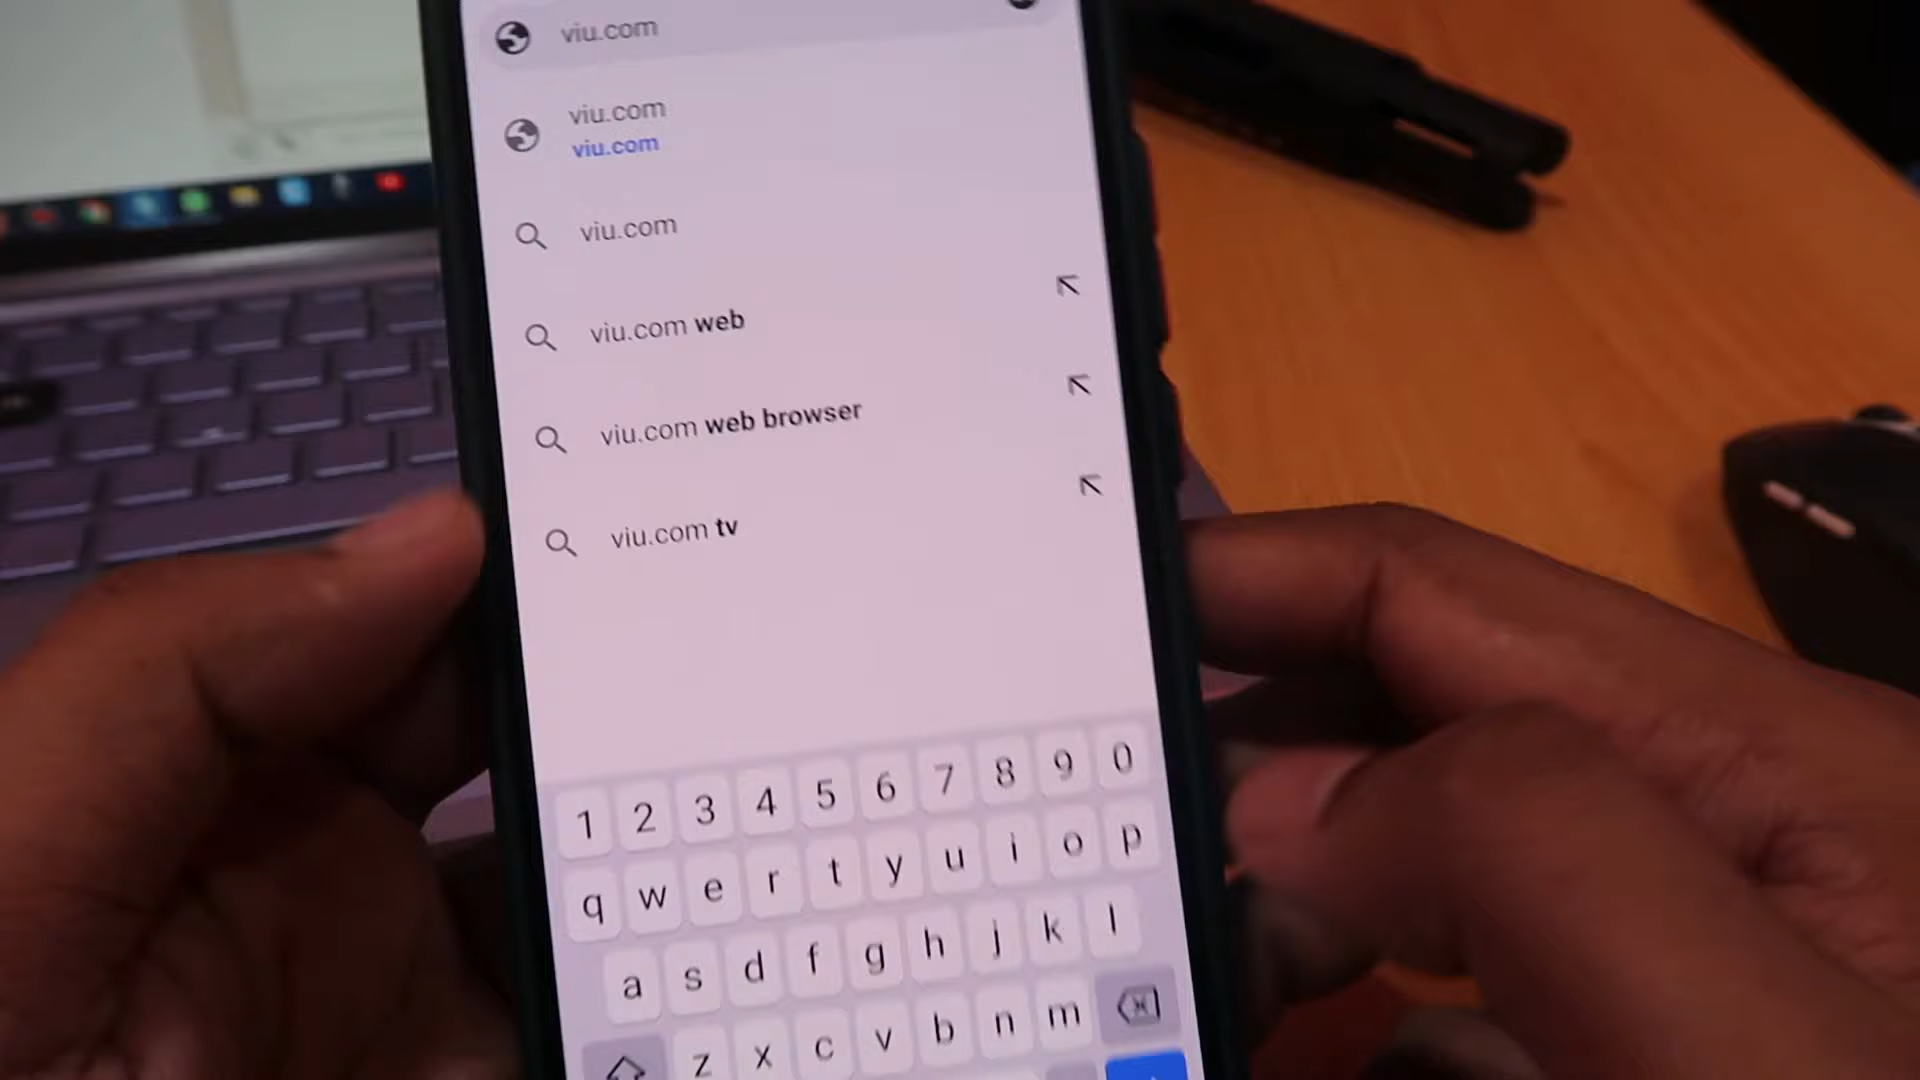 viu.com
viu.com
viu.com
viu.com
viu.com web
viu.com web browser
viu.com tv
1 2 3 4 5 6 7 8 9 0
q w e r t y u i o p
a s d f g h j k l
z x c v b n m